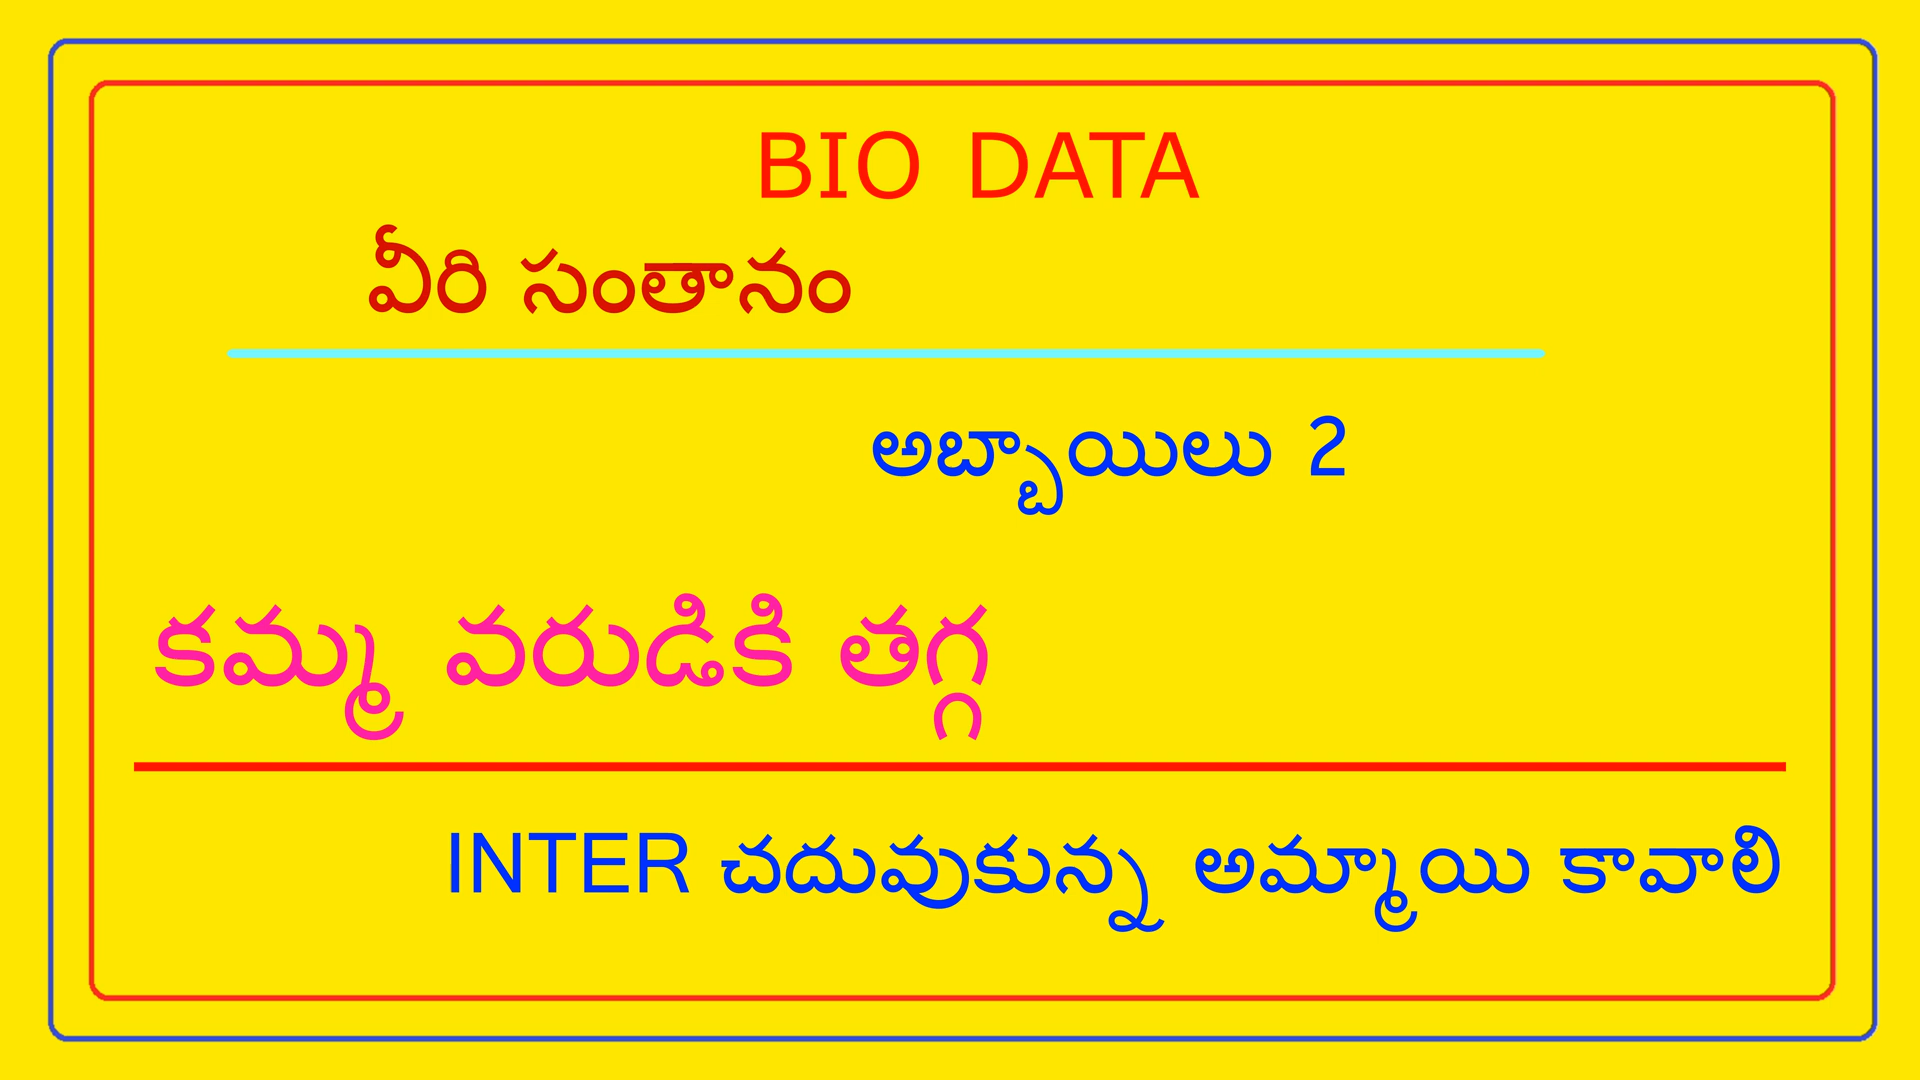 BIO DATA
వీరి సంతానం
అబ్బాయిలు 2
కమ్మ వరుడికి తగ్గ
INTER చదువుకున్న అమ్మాయి కావాలి